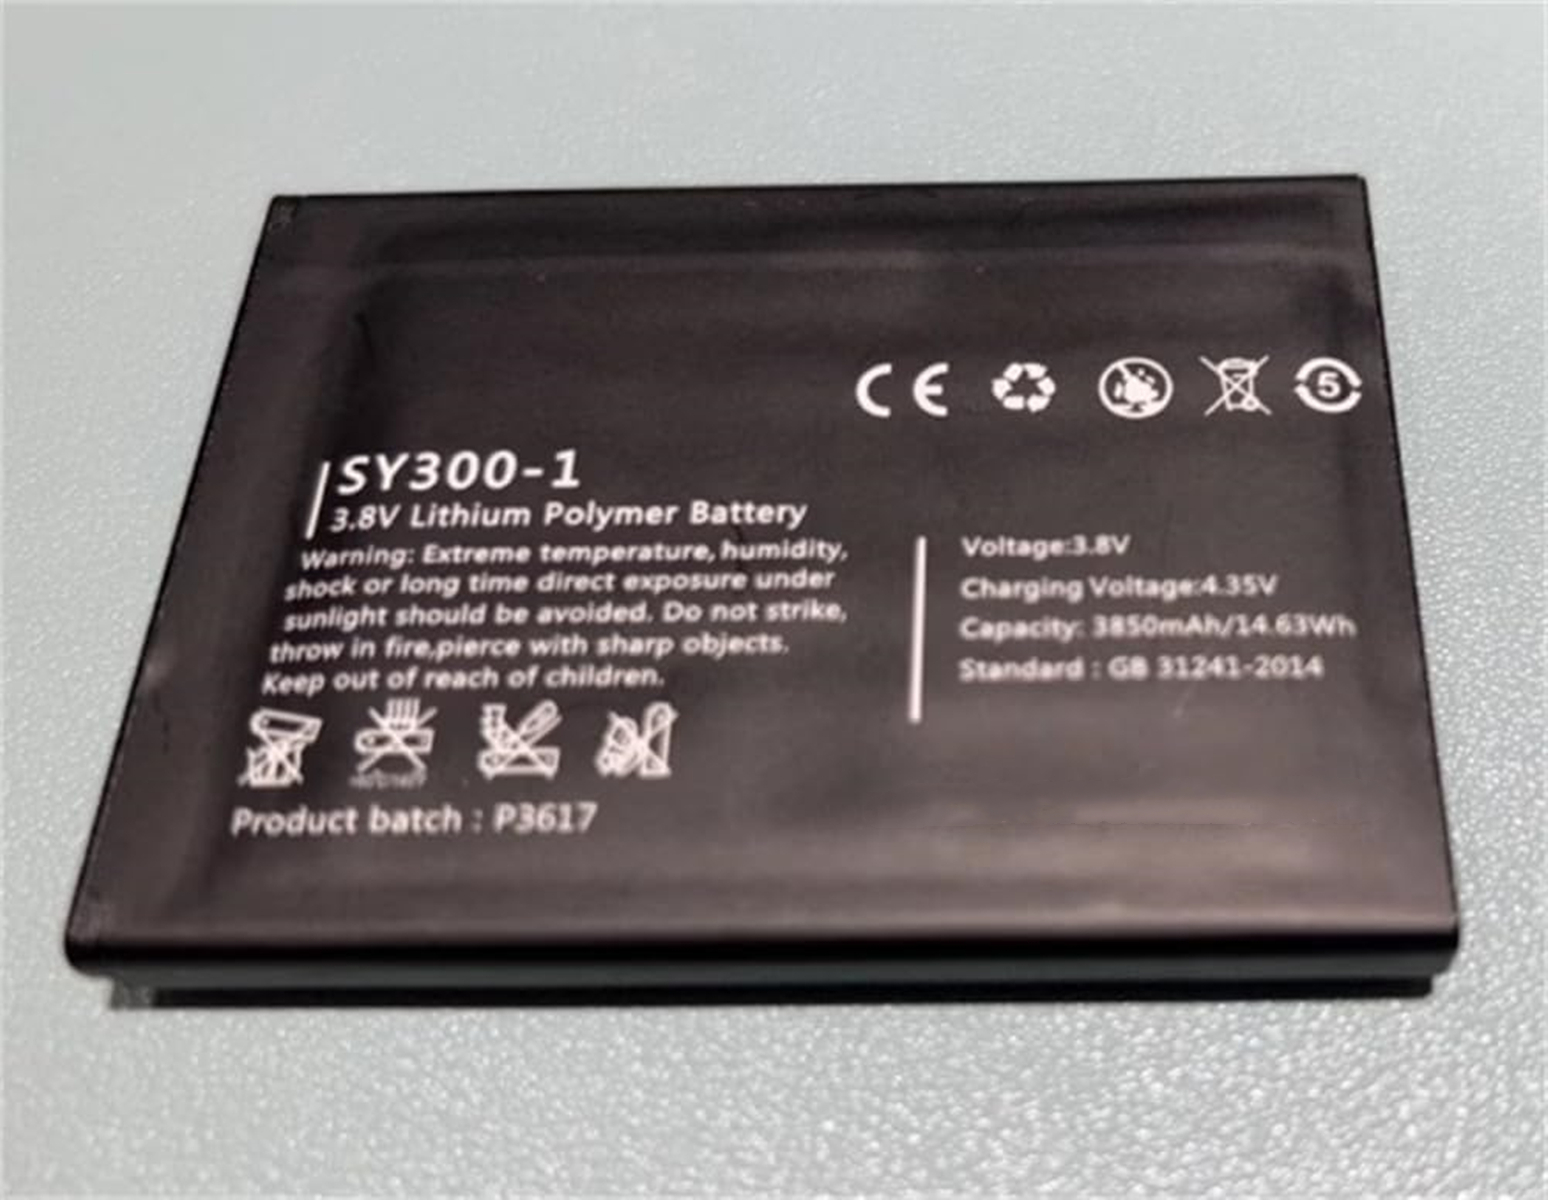 CE
5
SY300-1
3.8V Lithium Polymer Battery
Warning: Extreme temperature, humidity,
shock or long time direct exposure under
sunlight should be avoided. Do not strike,
throw in fire,pierce with sharp objects.
Keep out of reach of children.
Product batch : P3617
Voltage:3.8V
Charging Voltage:4.35V
Capacity: 3850mAh/14.63Wh
Standard : GB 31241-2014